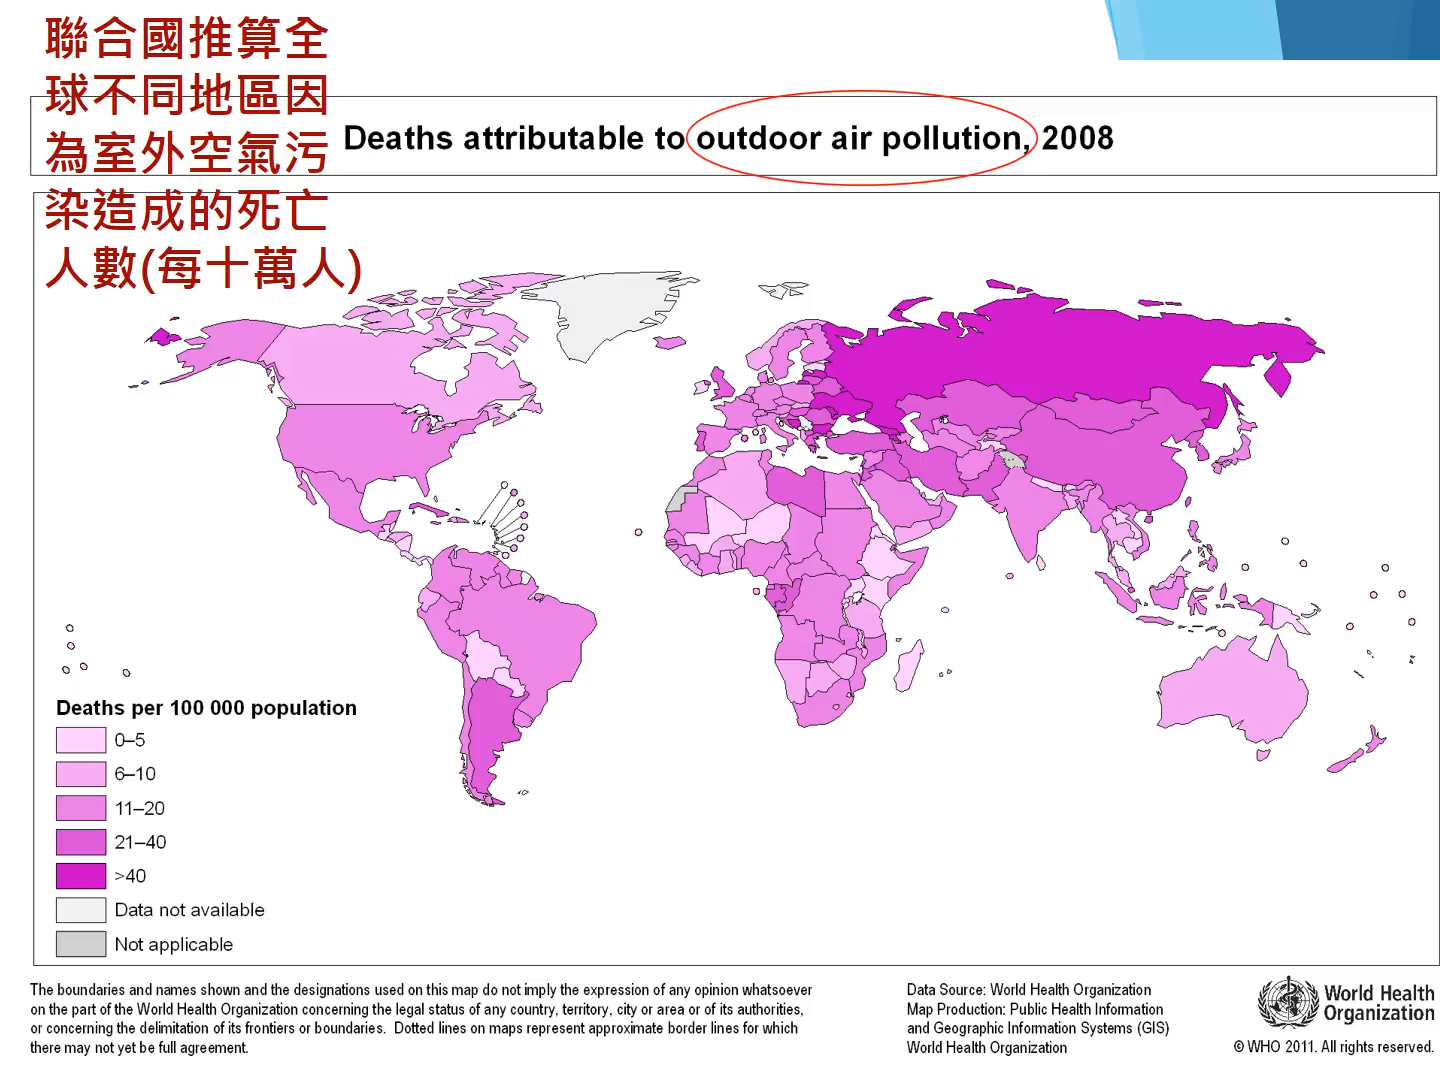 聯合國推算全
球不同地區因
為室外空氣污
染造成的死亡
人數(每十萬人)
Deaths attributable to outdoor air pollution, 2008
Deaths per 100 000 population
0–5
6–10
11–20
21–40
>40
Data not available
Not applicable
The boundaries and names shown and the designations used on this map do not imply the expression of any opinion whatsoever
on the part of the World Health Organization concerning the legal status of any country, territory, city or area or of its authorities,
or concerning the delimitation of its frontiers or boundaries. Dotted lines on maps represent approximate border lines for which
there may not yet be full agreement.
Data Source: World Health Organization
Map Production: Public Health Information
and Geographic Information Systems (GIS)
World Health Organization
World Health
Organization
© WHO 2011. All rights reserved.